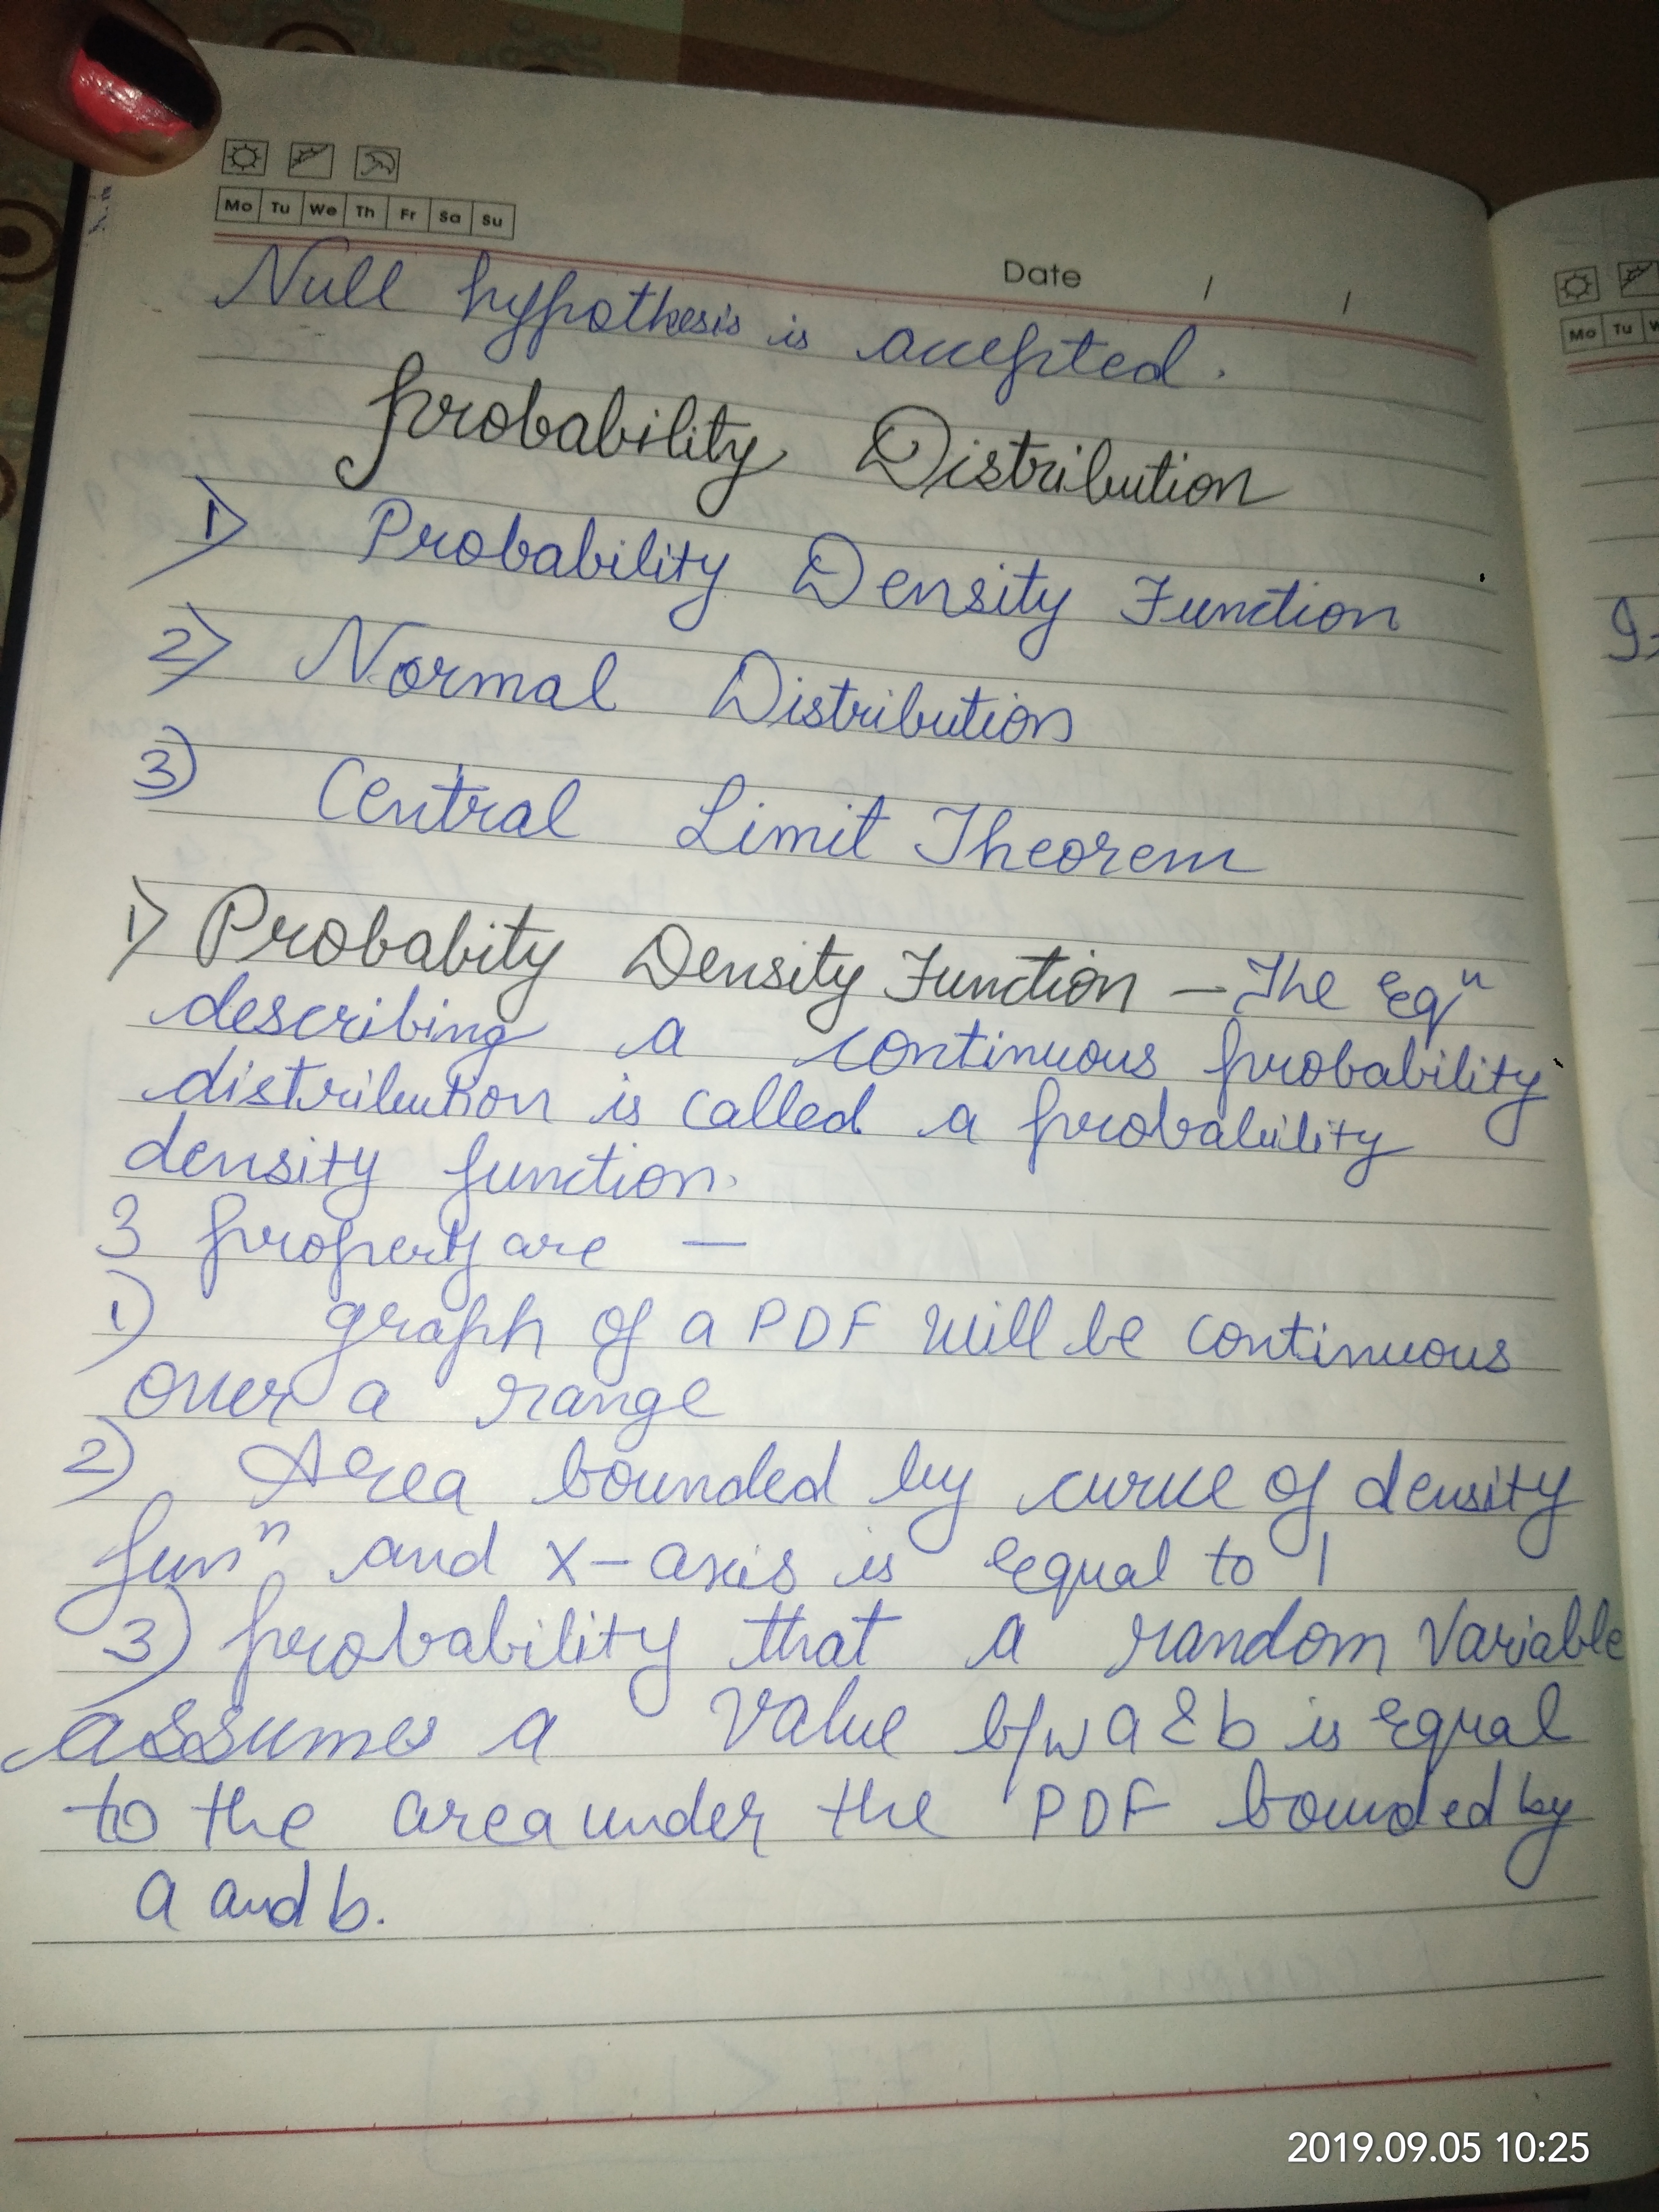 Mo Tu We Th Fr Sa Su
Date / /
Null hypothesis is accepted.
Probability Distribution
1) Probability Density Function
2) Normal Distribution
3) Central Limit Theorem
1) Probabity Density Function – The Eqⁿ
describing a continuous probability
distribution is called a probability
density function.
3 property are —
1) graph of a PDF will be continuous
over a range
2) Area bounded by curve of density
funⁿ and x-axis is equal to 1
3) probability that a random variable
assumes a value b/w a & b is equal
to the area under the PDF bounded by
a and b.
Mo Tu W
2019.09.05 10:25